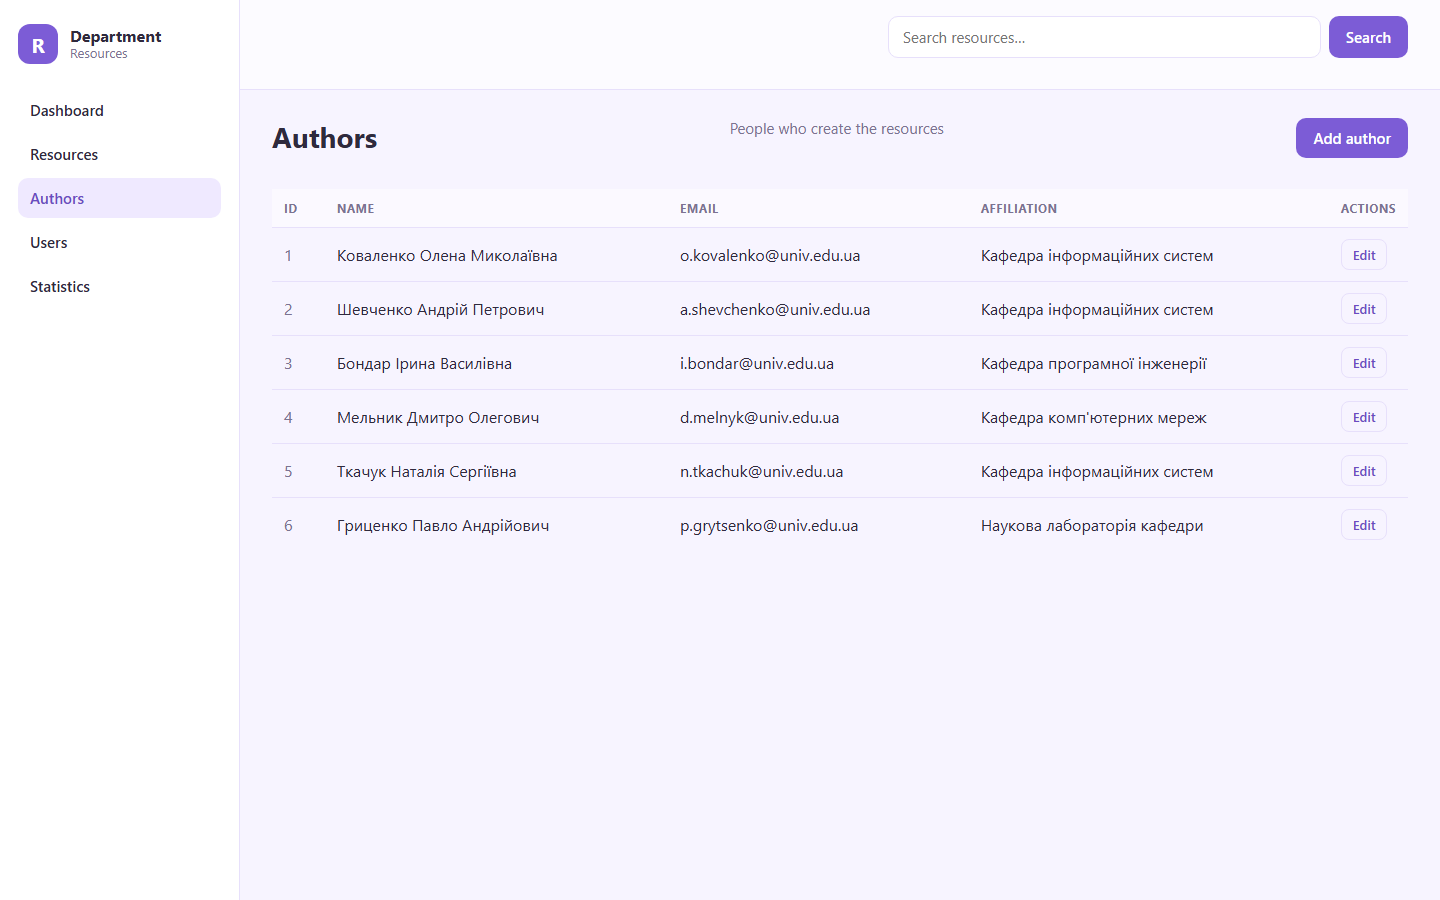 R
Department
Resources
Search resources...
Search
Dashboard
Resources
Authors
Users
Statistics
Authors
People who create the resources
Add author
ID NAME EMAIL AFFILIATION ACTIONS
1 Коваленко Олена Миколаївна o.kovalenko@univ.edu.ua Кафедра інформаційних систем Edit
2 Шевченко Андрій Петрович a.shevchenko@univ.edu.ua Кафедра інформаційних систем Edit
3 Бондар Ірина Василівна i.bondar@univ.edu.ua Кафедра програмної інженерії Edit
4 Мельник Дмитро Олегович d.melnyk@univ.edu.ua Кафедра комп'ютерних мереж Edit
5 Ткачук Наталія Сергіївна n.tkachuk@univ.edu.ua Кафедра інформаційних систем Edit
6 Гриценко Павло Андрійович p.grytsenko@univ.edu.ua Наукова лабораторія кафедри Edit